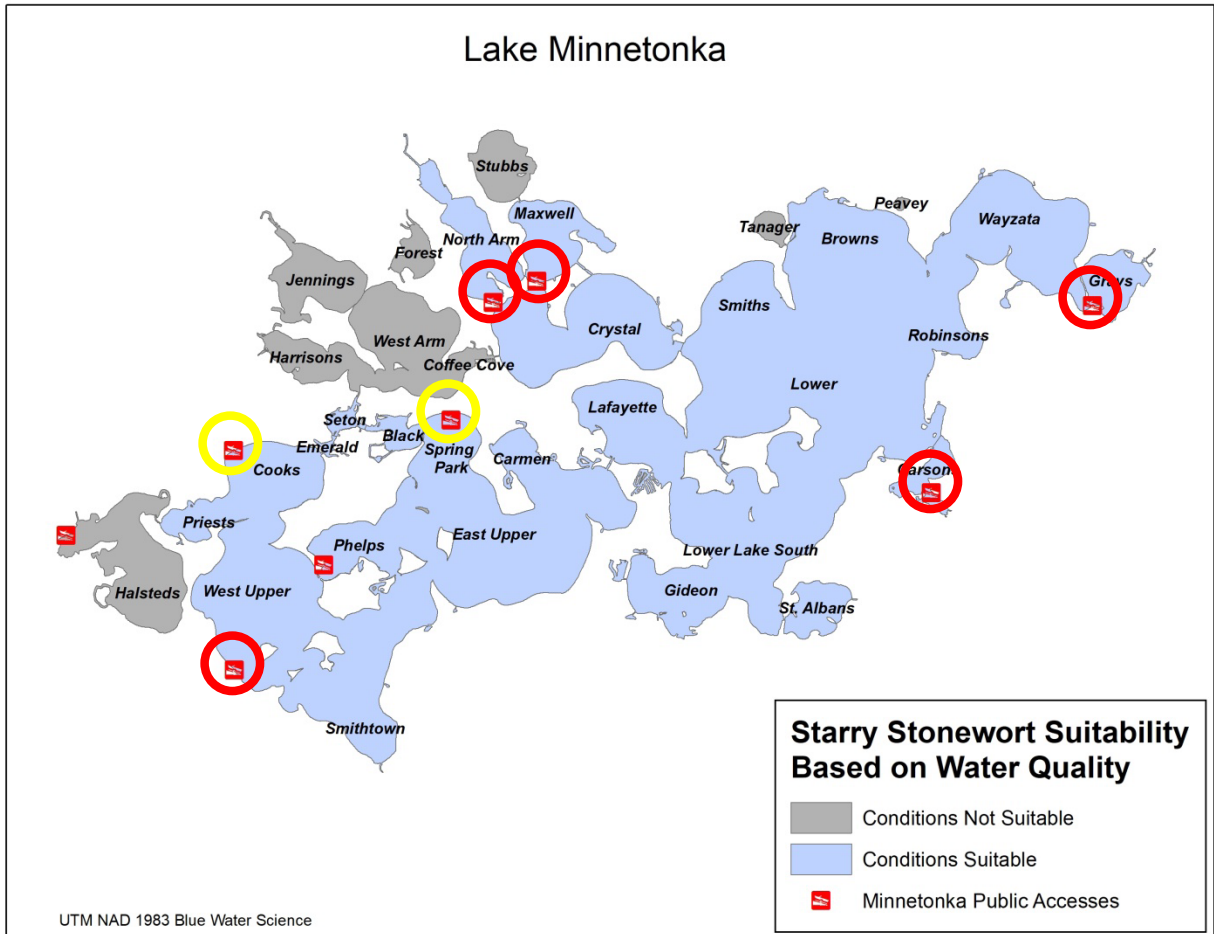 Lake Minnetonka
Stubbs
Maxwell
North Arm
Forest
Jennings
West Arm
Harrisons
Coffee Cove
Crystal
Tanager
Peavey
Browns
Wayzata
Grays
Smiths
Robinsons
Lower
Lafayette
Carsons
Seton
Black
Emerald
Spring
Park
Carmen
Cooks
Priests
Phelps
East Upper
Lower Lake South
Halsteds
West Upper
Gideon
St. Albans
Smithtown
Starry Stonewort Suitability
Based on Water Quality
Conditions Not Suitable
Conditions Suitable
Minnetonka Public Accesses
UTM NAD 1983 Blue Water Science